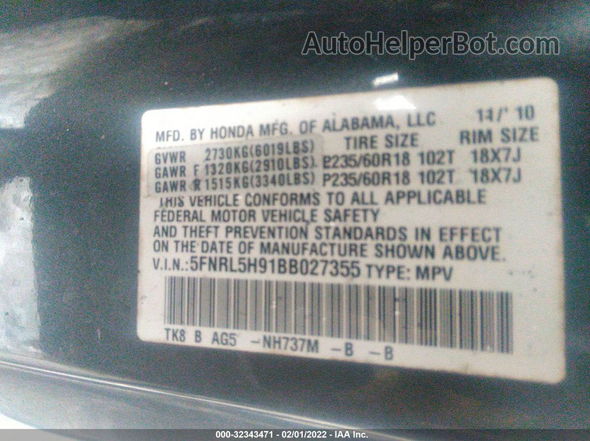 AutoHelperBot.com
MFD. BY HONDA MFG. OF ALABAMA, LLC 11/'10
GVWR 2730KG(6019LBS) TIRE SIZE RIM SIZE
GAWR F 1320KG(2910LBS). P235/60R18 102T 18X7J
GAWR R 1515KG(3340LBS) P235/60R18 102T 18X7J
THIS VEHICLE CONFORMS TO ALL APPLICABLE
FEDERAL MOTOR VEHICLE SAFETY
AND THEFT PREVENTION STANDARDS IN EFFECT
ON THE DATE OF MANUFACTURE SHOWN ABOVE.
V.I.N.:5FNRL5H91BB027355 TYPE: MPV
TK8 B AG5 -NH737M -B -B
000-32343471 - 02/01/2022 - IAA Inc.